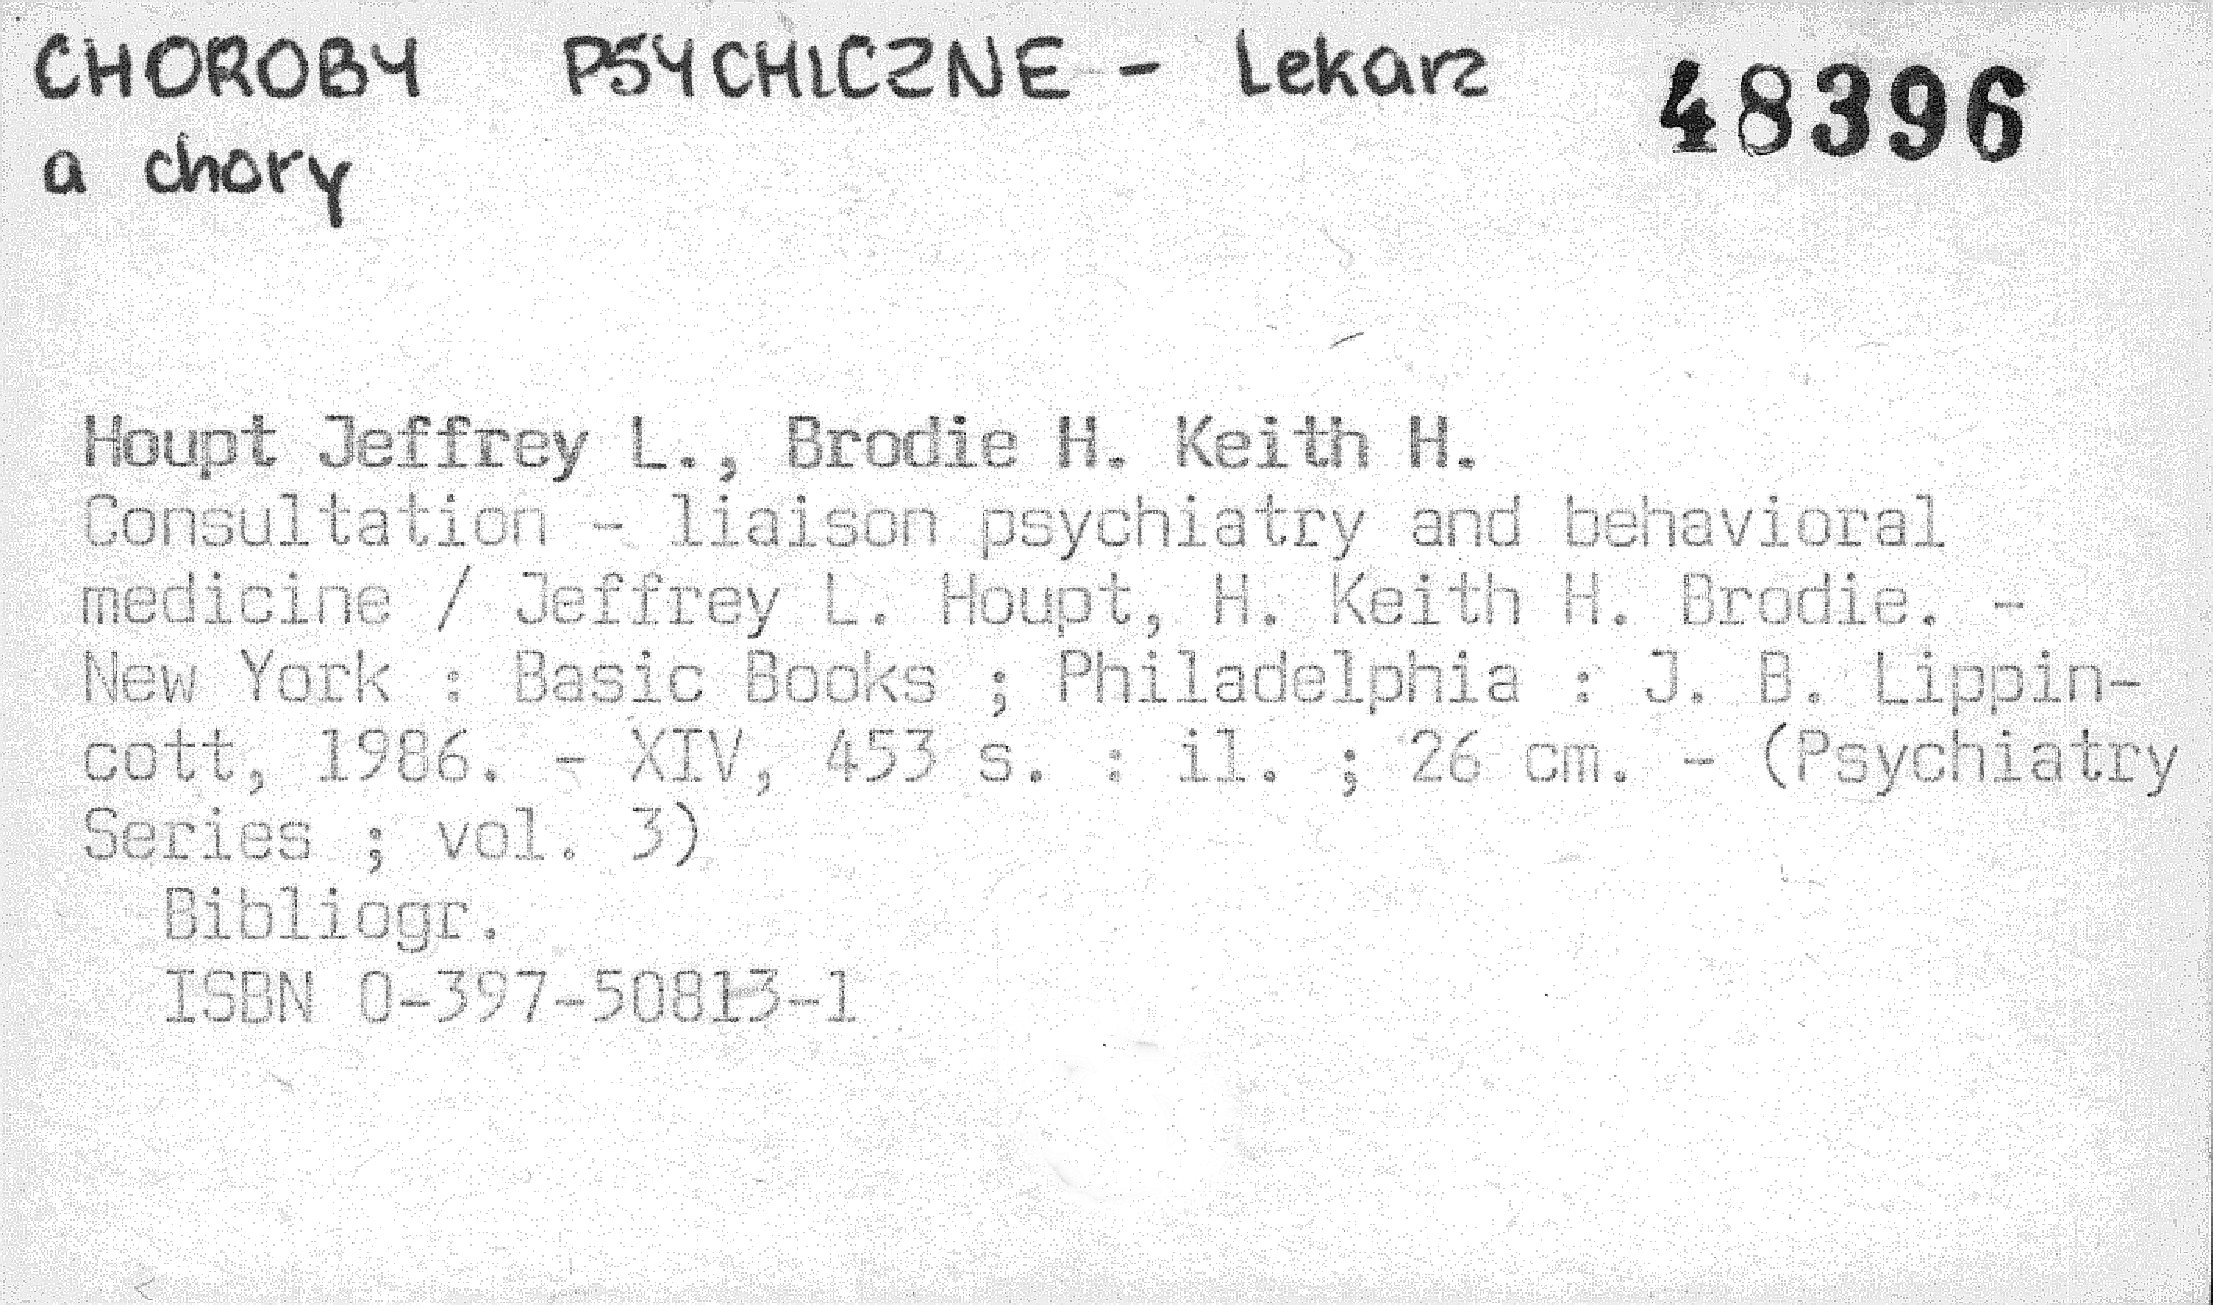 CHOROBY PSYCHICZNE - Lekarz 48396
a chory
Houpt Jeffrey L., Brodie H. Keith H.
Consultation - liaison psychiatry and behavioral
medicine / Jeffrey L. Houpt, H. Keith H. Brodie. -
New York : Basic Books ; Philadelphia : J. B. Lippin-
cott, 1986. - XIV, 453 s. : il. ; 26 cm. - (Psychiatry
Series ; vol. 3)
Bibliogr.
ISBN 0-397-50813-1